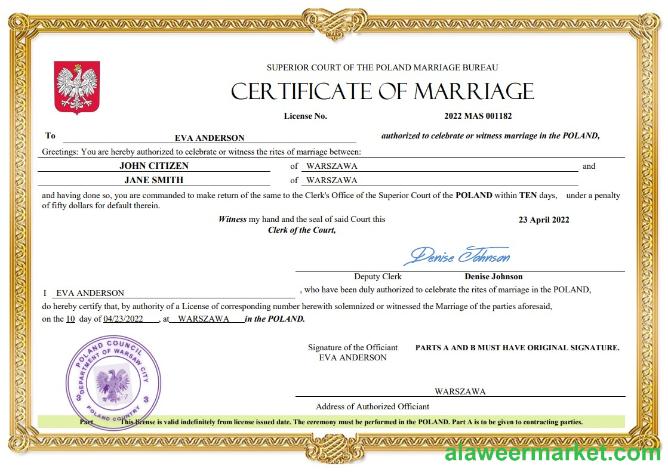 SUPERIOR COURT OF THE POLAND MARRIAGE BUREAU
CERTIFICATE OF MARRIAGE
License No. 2022 MAS 001182
To EVA ANDERSON authorized to celebrate or witness marriage in the POLAND,
Greetings: You are hereby authorized to celebrate or witness the rites of marriage between:
JOHN CITIZEN of WARSZAWA and
JANE SMITH of WARSZAWA
and having done so, you are commanded to make return of the same to the Clerk's Office of the Superior Court of the POLAND within TEN days, under a penalty
of fifty dollars for default therein.
Witness my hand and the seal of said Court this 23 April 2022
Clerk of the Court,
Denise Johnson
Deputy Clerk Denise Johnson
I EVA ANDERSON , who have been duly authorized to celebrate the rites of marriage in the POLAND,
do hereby certify that, by authority of a License of corresponding number herewith solemnized or witnessed the Marriage of the parties aforesaid,
on the 10 day of 04/23/2022 , at WARSZAWA in the POLAND.
Signature of the Officiant PARTS A AND B MUST HAVE ORIGINAL SIGNATURE.
EVA ANDERSON
POLAND COUNCIL
DEPARTMENT OF WARSAW CITY
3 3
POLAND COUNTRY
WARSZAWA
Address of Authorized Officiant
Part This license is valid indefinitely from license issued date. The ceremony must be performed in the POLAND. Part A is to be given to contracting parties.
alaweermarket.com